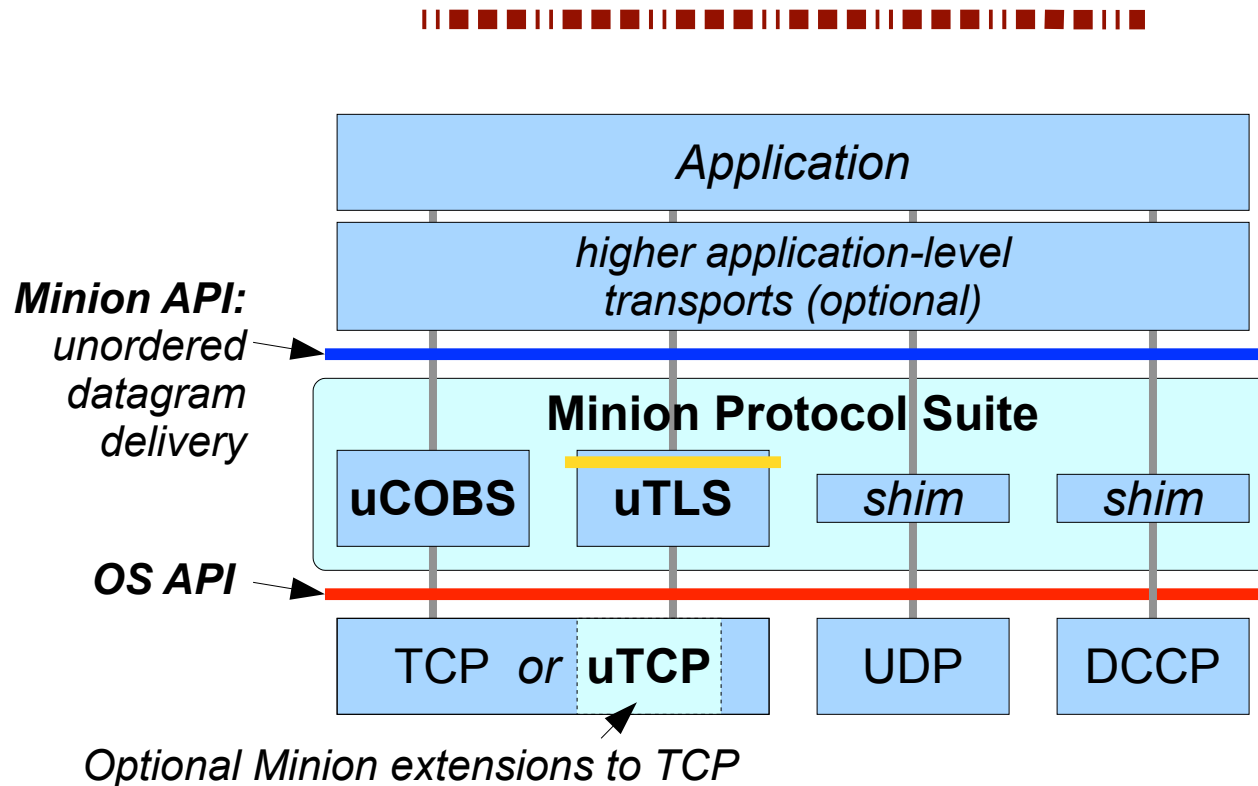 Application
higher application-level
transports (optional)
Minion API:
unordered
datagram
delivery
Minion Protocol Suite
uCOBS
uTLS
shim
shim
OS API
TCP or uTCP
UDP
DCCP
Optional Minion extensions to TCP